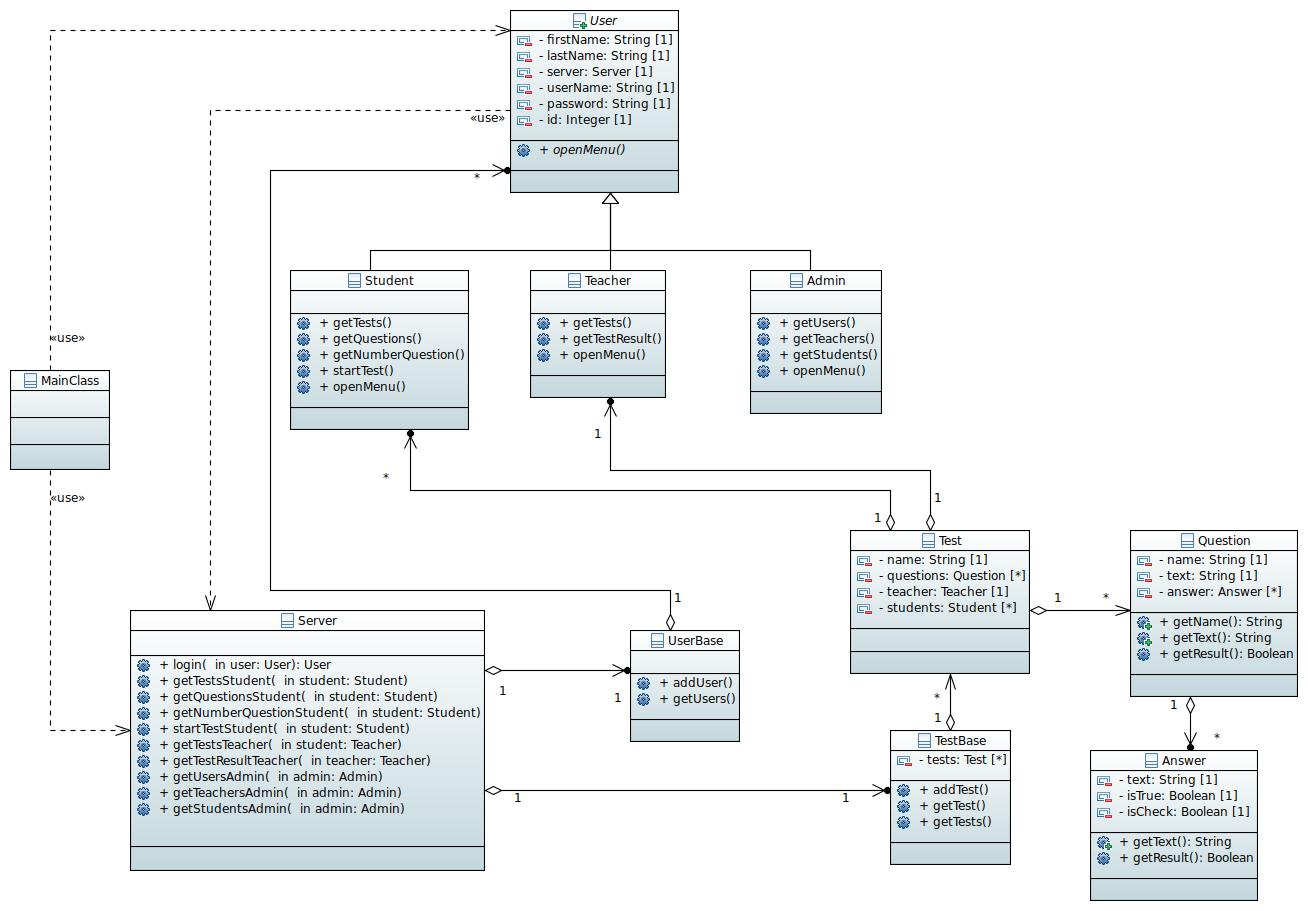 User
- firstName: String [1]
- lastName: String [1]
- server: Server [1]
- userName: String [1]
- password: String [1]
- id: Integer [1]
+ openMenu()
«use»
*
Student
+ getTests()
+ getQuestions()
+ getNumberQuestion()
+ startTest()
+ openMenu()
Teacher
+ getTests()
+ getTestResult()
+ openMenu()
Admin
+ getUsers()
+ getTeachers()
+ getStudents()
+ openMenu()
«use»
MainClass
«use»
1
*
1
1
Test
- name: String [1]
- questions: Question [*]
- teacher: Teacher [1]
- students: Student [*]
1
*
Question
- name: String [1]
- text: String [1]
- answer: Answer [*]
+ getName(): String
+ getText(): String
+ getResult(): Boolean
1
*
Server
+ login(  in user: User): User
+ getTestsStudent(  in student: Student)
+ getQuestionsStudent(  in student: Student)
+ getNumberQuestionStudent(  in student: Student)
+ startTestStudent(  in student: Student)
+ getTestsTeacher(  in student: Teacher)
+ getTestResultTeacher(  in teacher: Teacher)
+ getUsersAdmin(  in admin: Admin)
+ getTeachersAdmin(  in admin: Admin)
+ getStudentsAdmin(  in admin: Admin)
1
1
1
UserBase
+ addUser()
+ getUsers()
1
1
*
1
TestBase
- tests: Test [*]
+ addTest()
+ getTest()
+ getTests()
Answer
- text: String [1]
- isTrue: Boolean [1]
- isCheck: Boolean [1]
+ getText(): String
+ getResult(): Boolean